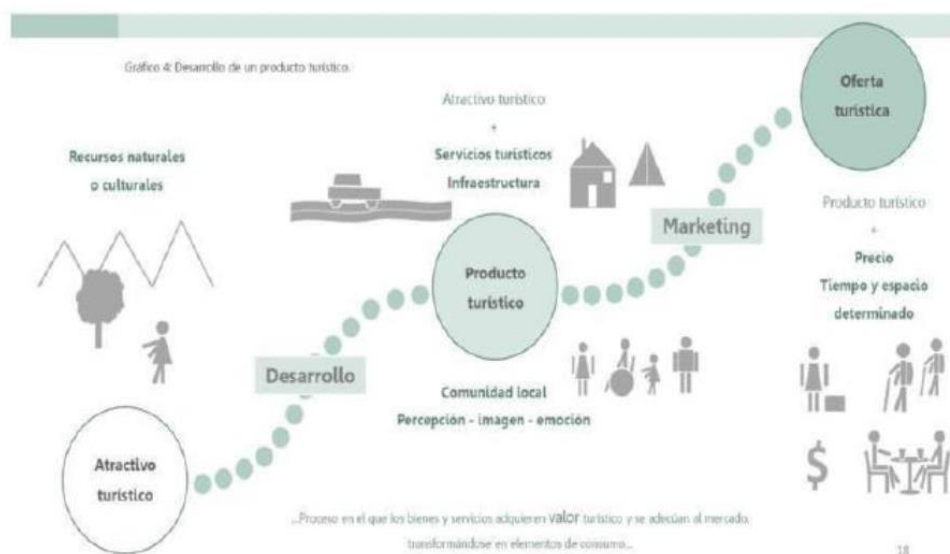 Gráfico 4: Desarrollo de un producto turístico.
Oferta
turística
Atractivo turístico
+
Servicios turísticos
Infraestructura
Recursos naturales
o culturales
Marketing
Producto turístico
+
Precio
Tiempo y espacio
determinado
Producto
turístico
Desarrollo
Comunidad local
Percepción - imagen - emoción
Atractivo
turístico
$
...Proceso en el que los bienes y servicios adquieren valor turístico y se adecúan al mercado,
transformándose en elementos de consumo...
18